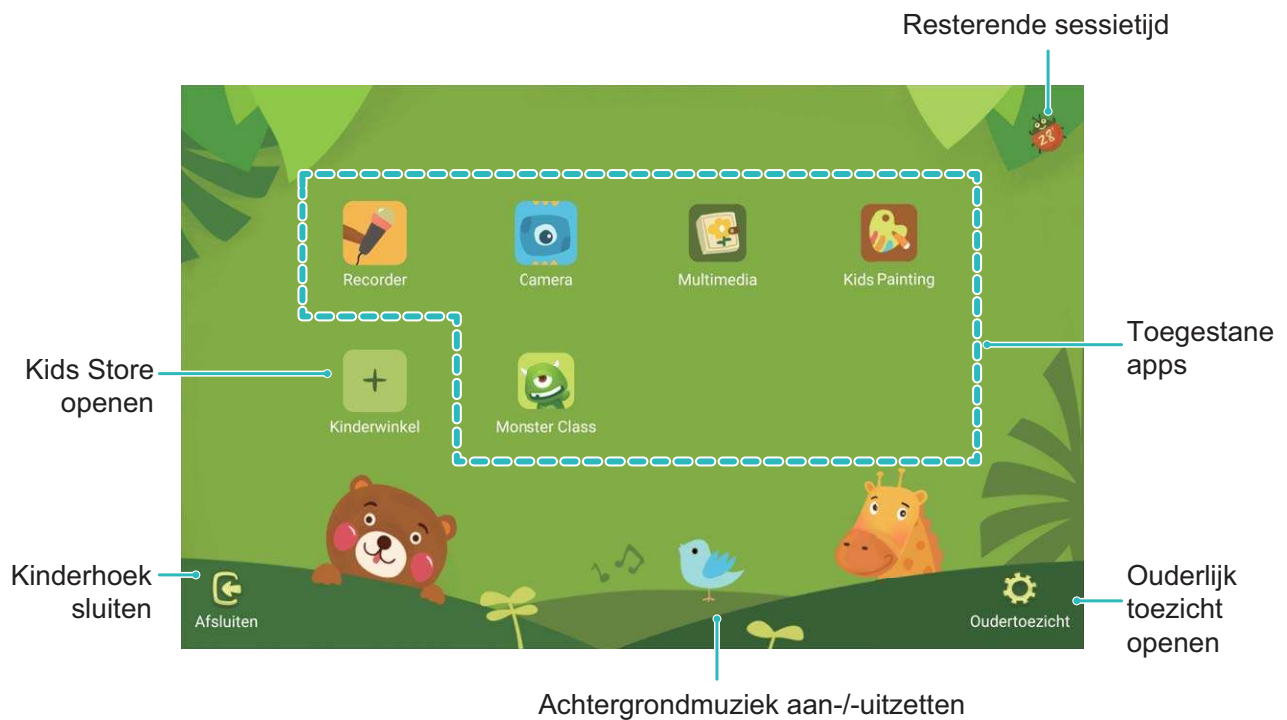 Resterende sessietijd
28
Recorder
Camera
Multimedia
Kids Painting
Toegestane
apps
Kids Store
openen
Kinderwinkel
Monster Class
Kinderhoek
sluiten
Afsluiten
Oudertoezicht
Ouderlijk
toezicht
openen
Achtergrondmuziek aan-/-uitzetten